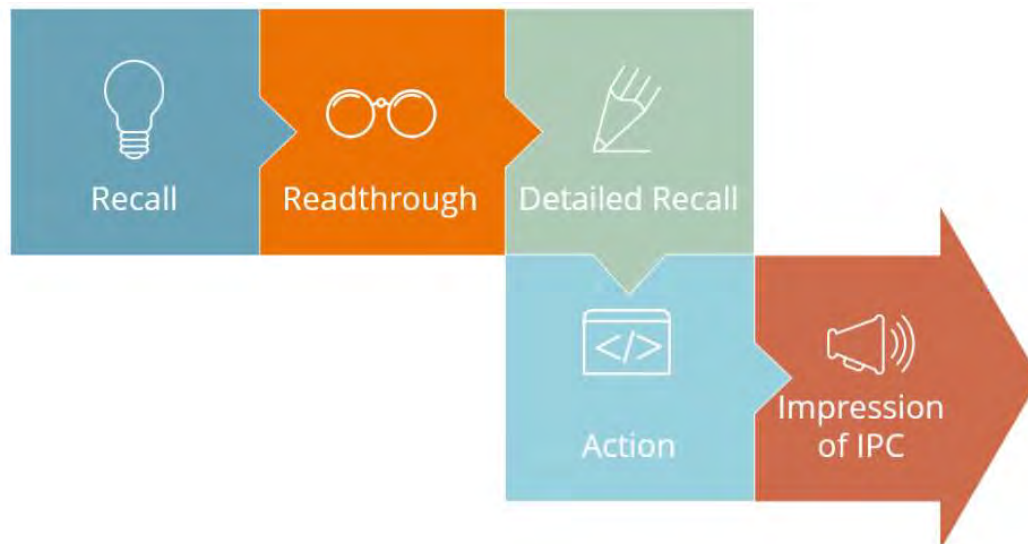 Recall
Readthrough
Detailed Recall
</>
Action
Impression
of IPC